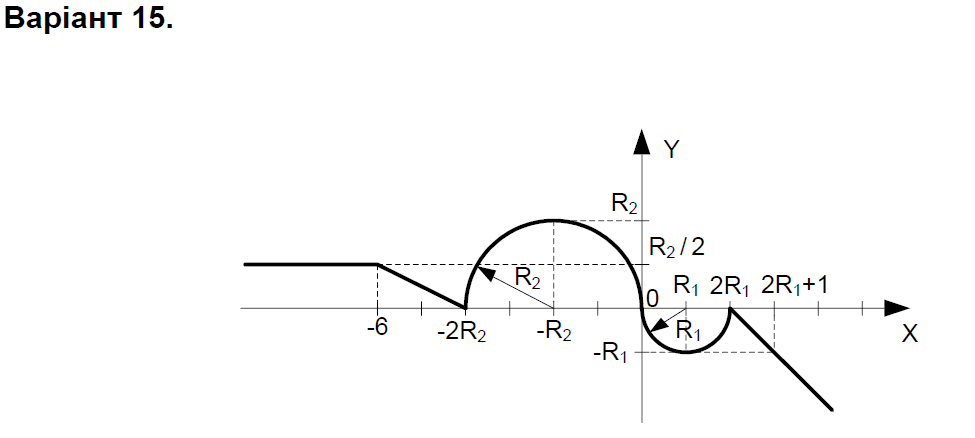 Варіант 15.
Y
R₂
R₂ / 2
R₂
0
R₁
2R₁
2R₁+1
-6
-2R₂
-R₂
R₁
X
-R₁